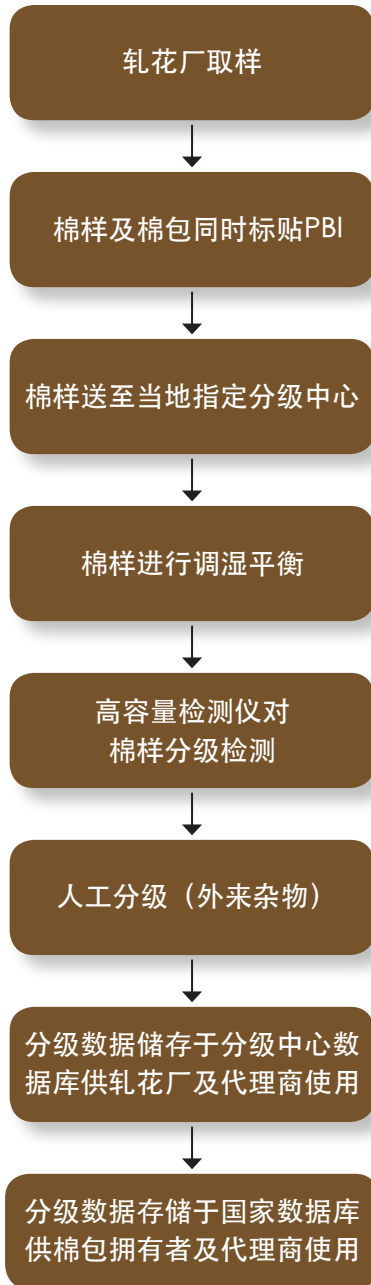 轧花厂取样
棉样及棉包同时标贴PBI
棉样送至当地指定分级中心
棉样进行调湿平衡
高容量检测仪对
棉样分级检测
人工分级（外来杂物）
分级数据储存于分级中心数
据库供轧花厂及代理商使用
分级数据存储于国家数据库
供棉包拥有者及代理商使用